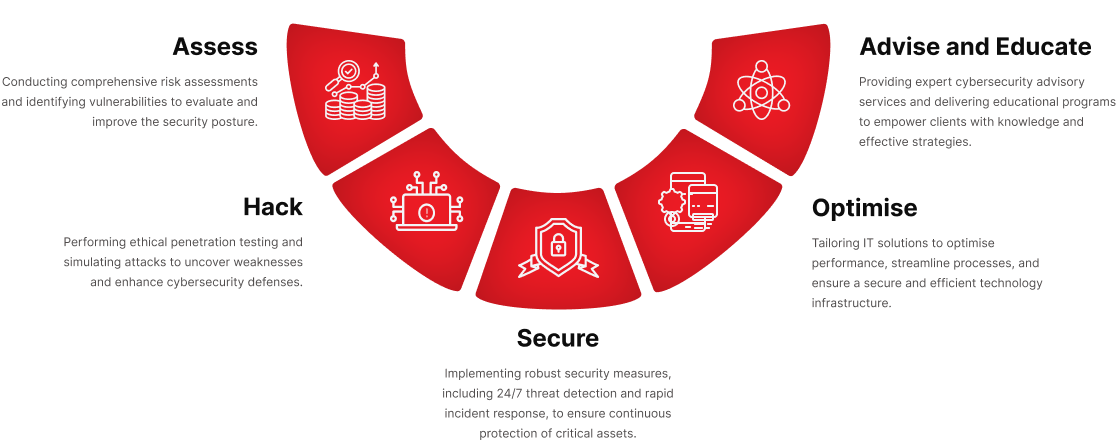 Assess
Conducting comprehensive risk assessments
and identifying vulnerabilities to evaluate and
improve the security posture.
Hack
Performing ethical penetration testing and
simulating attacks to uncover weaknesses
and enhance cybersecurity defenses.
Secure
Implementing robust security measures,
including 24/7 threat detection and rapid
incident response, to ensure continuous
protection of critical assets.
Optimise
Tailoring IT solutions to optimise
performance, streamline processes, and
ensure a secure and efficient technology
infrastructure.
Advise and Educate
Providing expert cybersecurity advisory
services and delivering educational programs
to empower clients with knowledge and
effective strategies.